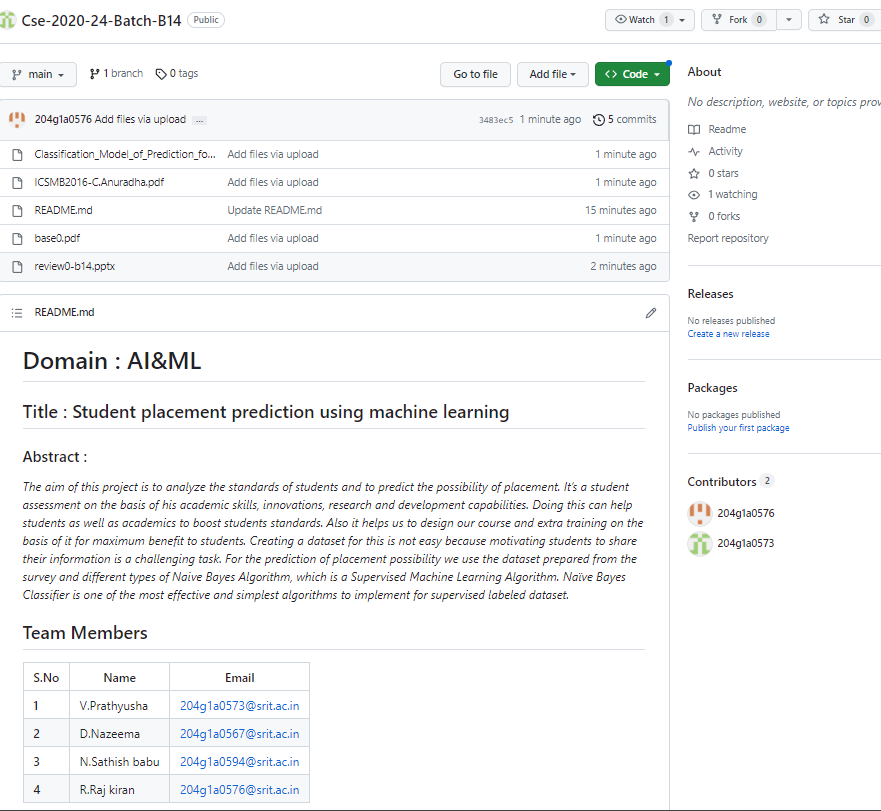 Cse-2020-24-Batch-B14 Public Watch 1 Fork 0 Star 0
main 1 branch 0 tags Go to file Add file Code
204g1a0576 Add files via upload ... 3483ec5 1 minute ago 5 commits
Classification_Model_of_Prediction_fo... Add files via upload 1 minute ago
ICSMB2016-C.Anuradha.pdf Add files via upload 1 minute ago
README.md Update README.md 15 minutes ago
base0.pdf Add files via upload 1 minute ago
review0-b14.pptx Add files via upload 2 minutes ago
README.md
Domain : AI&ML
Title : Student placement prediction using machine learning
Abstract :
The aim of this project is to analyze the standards of students and to predict the possibility of placement. It's a student
assessment on the basis of his academic skills, innovations, research and development capabilities. Doing this can help
students as well as academics to boost students standards. Also it helps us to design our course and extra training on the
basis of it for maximum benefit to students. Creating a dataset for this is not easy because motivating students to share
their information is a challenging task. For the prediction of placement possibility we use the dataset prepared from the
survey and different types of Naive Bayes Algorithm, which is a Supervised Machine Learning Algorithm. Naïve Bayes
Classifier is one of the most effective and simplest algorithms to implement for supervised labeled dataset.
Team Members
S.No Name Email
1 V.Prathyusha 204g1a0573@srit.ac.in
2 D.Nazeema 204g1a0567@srit.ac.in
3 N.Sathish babu 204g1a0594@srit.ac.in
4 R.Raj kiran 204g1a0576@srit.ac.in
About
No description, website, or topics prov
Readme
Activity
0 stars
1 watching
0 forks
Report repository
Releases
No releases published
Create a new release
Packages
No packages published
Publish your first package
Contributors 2
204g1a0576
204g1a0573